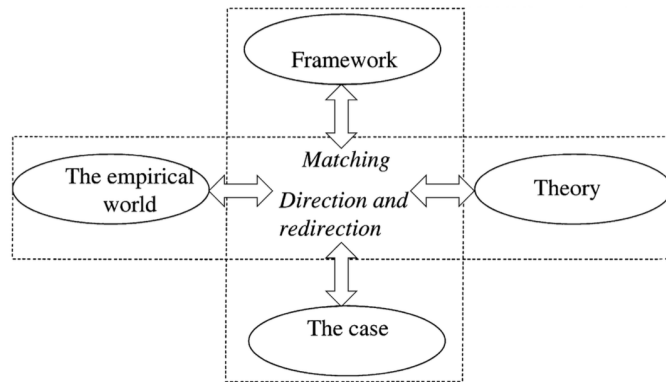 Framework
Matching
The empirical
world
Direction and
redirection
Theory
The case